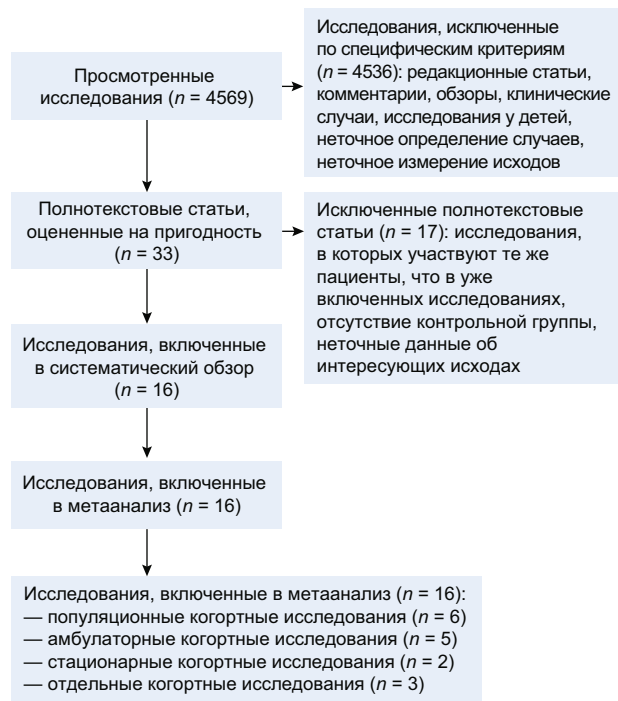 Просмотренные
исследования (n = 4569)
Исследования, исключенные
по специфическим критериям
(n = 4536): редакционные статьи,
комментарии, обзоры, клинические
случаи, исследования у детей,
неточное определение случаев,
неточное измерение исходов
Полнотекстовые статьи,
оцененные на пригодность
(n = 33)
Исключенные полнотекстовые
статьи (n = 17): исследования,
в которых участвуют те же
пациенты, что в уже
включенных исследованиях,
отсутствие контрольной группы,
неточные данные об
интересующих исходах
Исследования, включенные
в систематический обзор
(n = 16)
Исследования, включенные
в метаанализ (n = 16)
Исследования, включенные в метаанализ (n = 16):
— популяционные когортные исследования (n = 6)
— амбулаторные когортные исследования (n = 5)
— стационарные когортные исследования (n = 2)
— отдельные когортные исследования (n = 3)